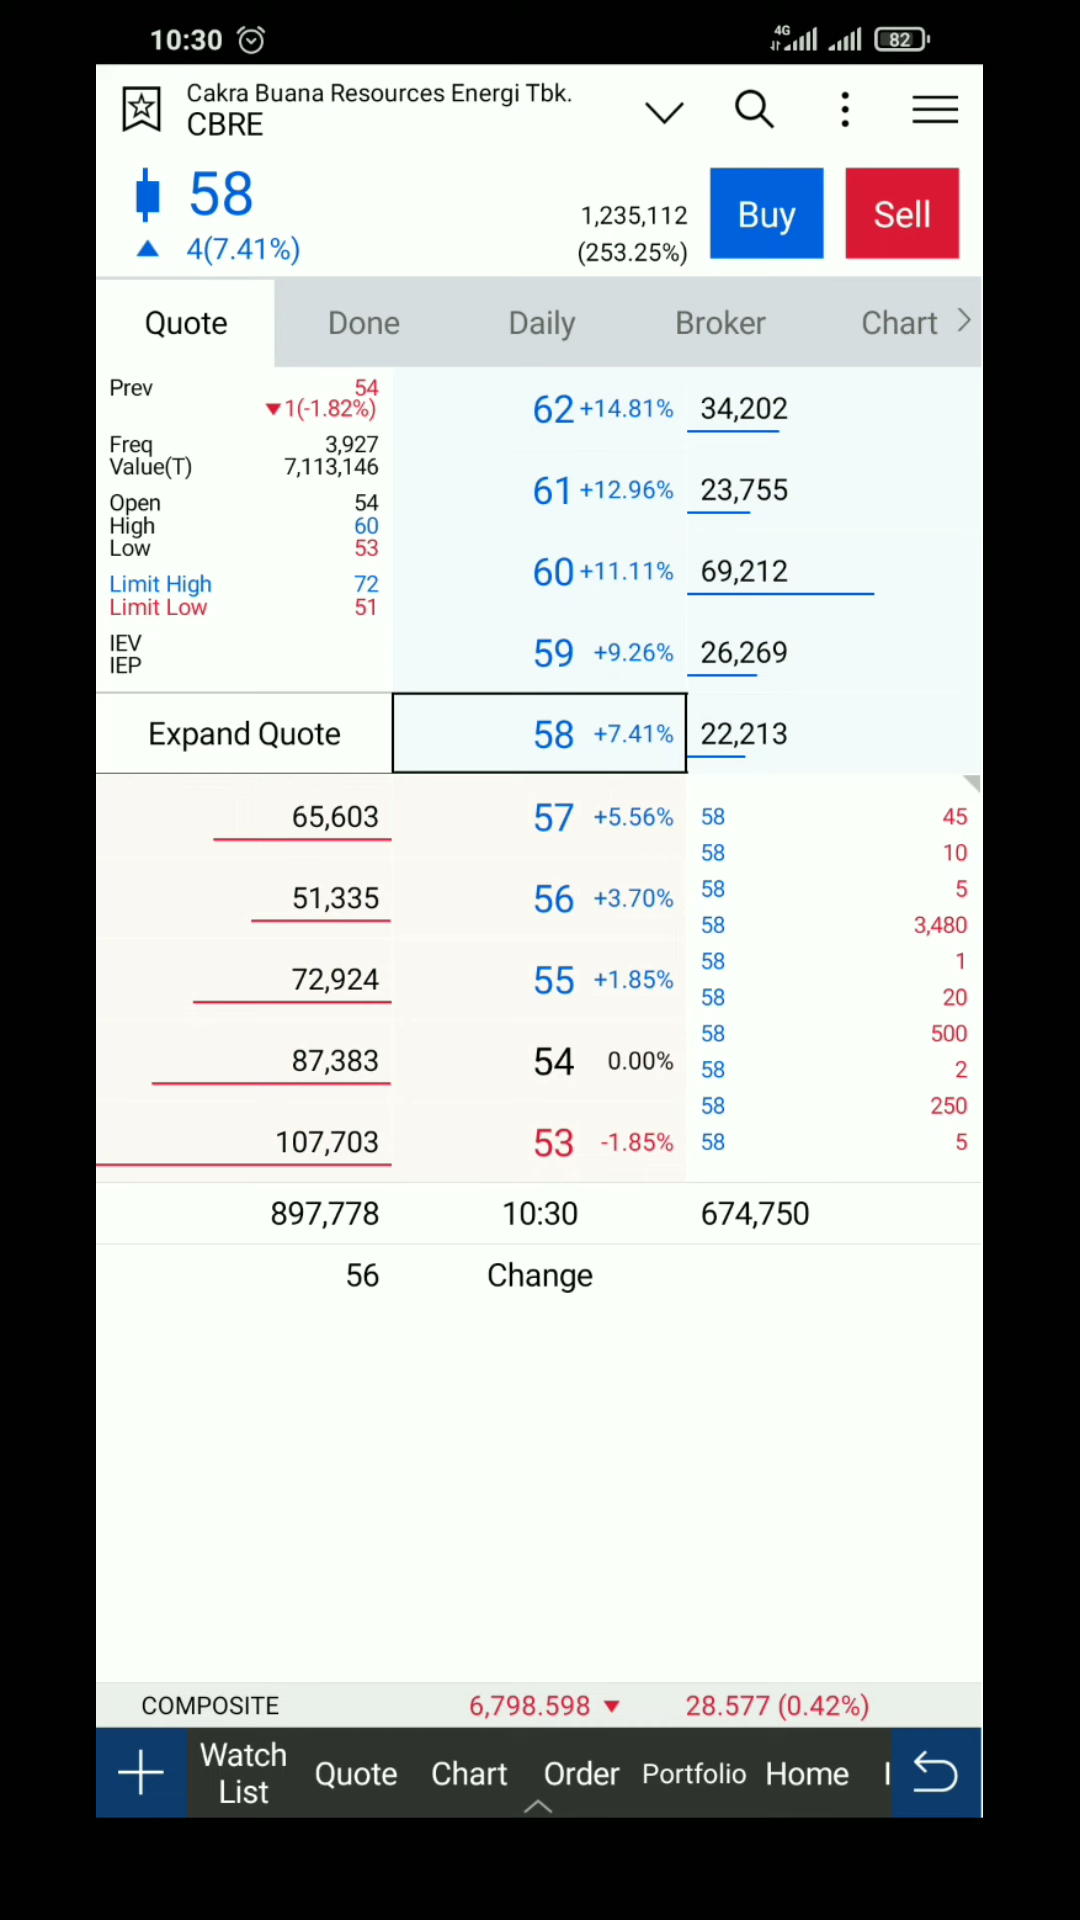 10:30
4G
82
Cakra Buana Resources Energi Tbk.
CBRE
58
4(7.41%)
1,235,112
(253.25%)
Buy
Sell
Quote Done Daily Broker Chart
Prev 54
1(-1.82%)
Freq 3,927
Value(T) 7,113,146
Open 54
High 60
Low 53
Limit High 72
Limit Low 51
IEV
IEP
62 +14.81% 34,202
61 +12.96% 23,755
60 +11.11% 69,212
59 +9.26% 26,269
Expand Quote 58 +7.41% 22,213
65,603 57 +5.56%
51,335 56 +3.70%
72,924 55 +1.85%
87,383 54 0.00%
107,703 53 -1.85%
58 45
58 10
58 5
58 3,480
58 1
58 20
58 500
58 2
58 250
58 5
897,778 10:30 674,750
56 Change
COMPOSITE 6,798.598 28.577 (0.42%)
Watch
List
Quote Chart Order Portfolio Home